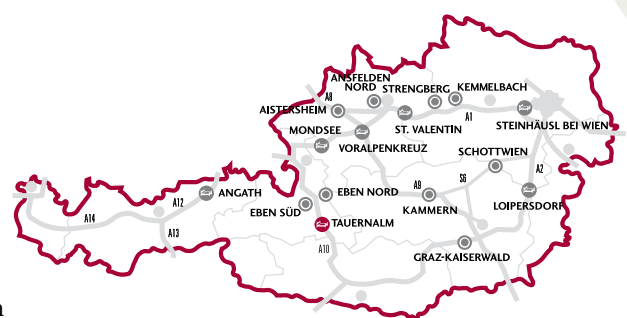 ANSFELDEN
NORD
STRENGBERG
KEMMELBACH
A8
AISTERSHEIM
A1
MONDSEE
ST. VALENTIN
STEINHÄUSL BEI WIEN
VORALPENKREUZ
SCHOTTWIEN
A2
S6
A12
ANGATH
EBEN NORD
A9
KAMMERN
LOIPERSDORF
EBEN SÜD
A14
TAUERNALM
A13
A10
GRAZ-KAISERWALD